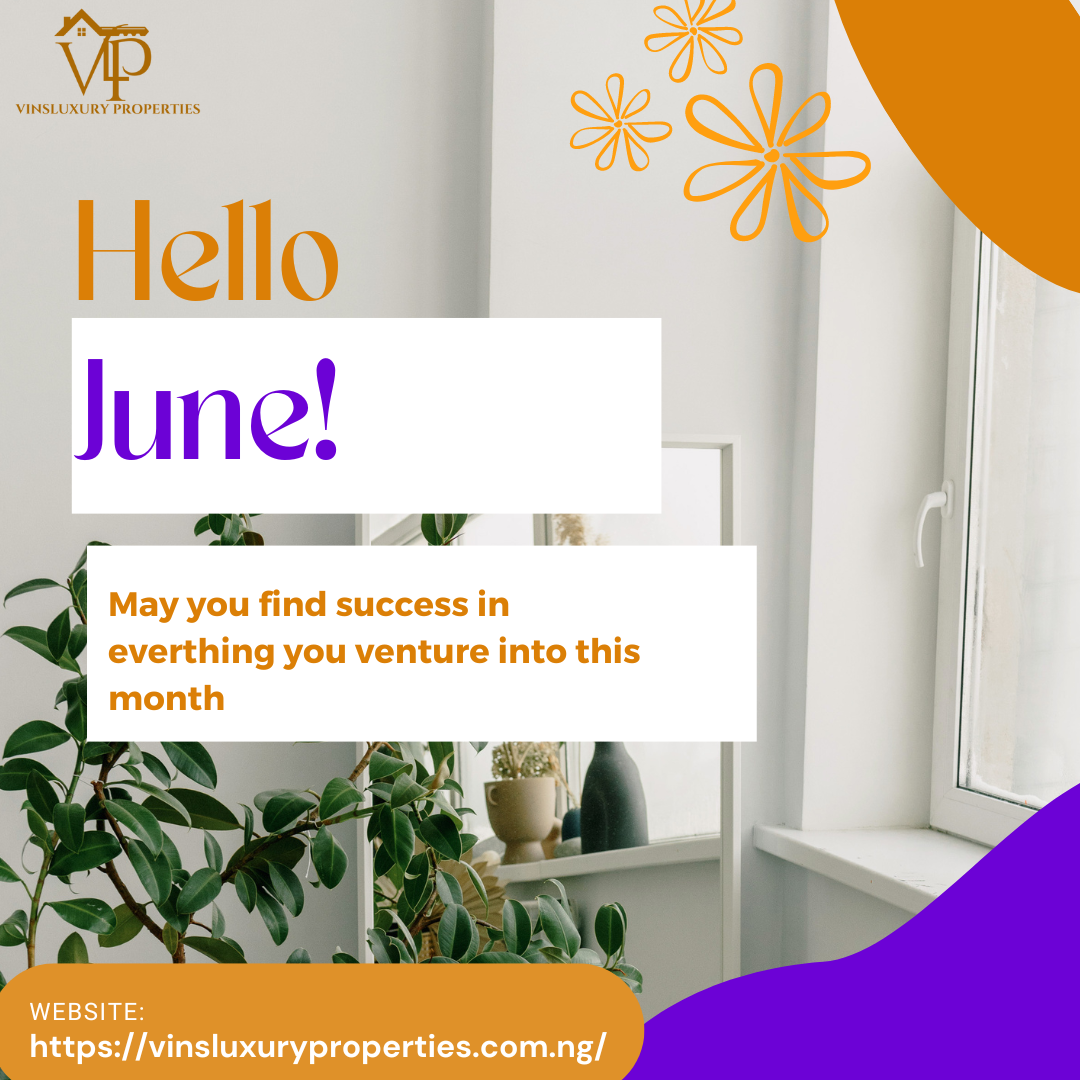 VLP
VINSLUXURY PROPERTIES
Hello
June!
May you find success in
everthing you venture into this
month
WEBSITE:
https://vinsluxuryproperties.com.ng/